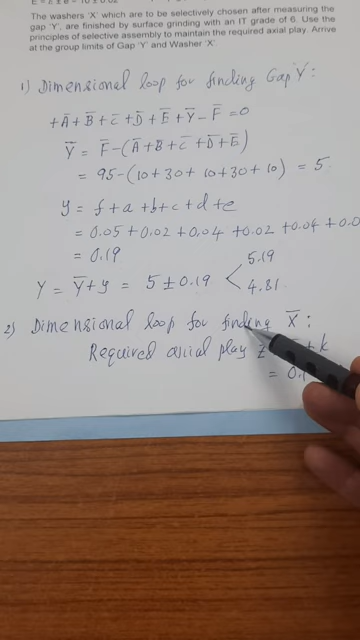 The washers 'X' which are to be selectively chosen after measuring the
gap 'Y', are finished by surface grinding with an IT grade of 6. Use the
principles of selective assembly to maintain the required axial play. Arrive
at the group limits of Gap 'Y' and Washer 'X'.
1) Dimensional loop for finding Gap Y :
+A̅ + B̅ + C̅ + D̅ + E̅ + Y̅ - F̅ = 0
Y̅ = F̅ - (A̅ + B + C̅ + D̅ + E̅)
= 95 - (10 + 30 + 10 + 30 + 10) = 5
y = f + a + b + c + d + e
= 0.05 + 0.02 + 0.04 + 0.02 + 0.04 + 0.0
= 0.19
Y = Y̅ + y = 5 ± 0.19 < 5.19
4.81
2) Dimensional loop for finding X̅ :
Required axial play + k
= 0.1